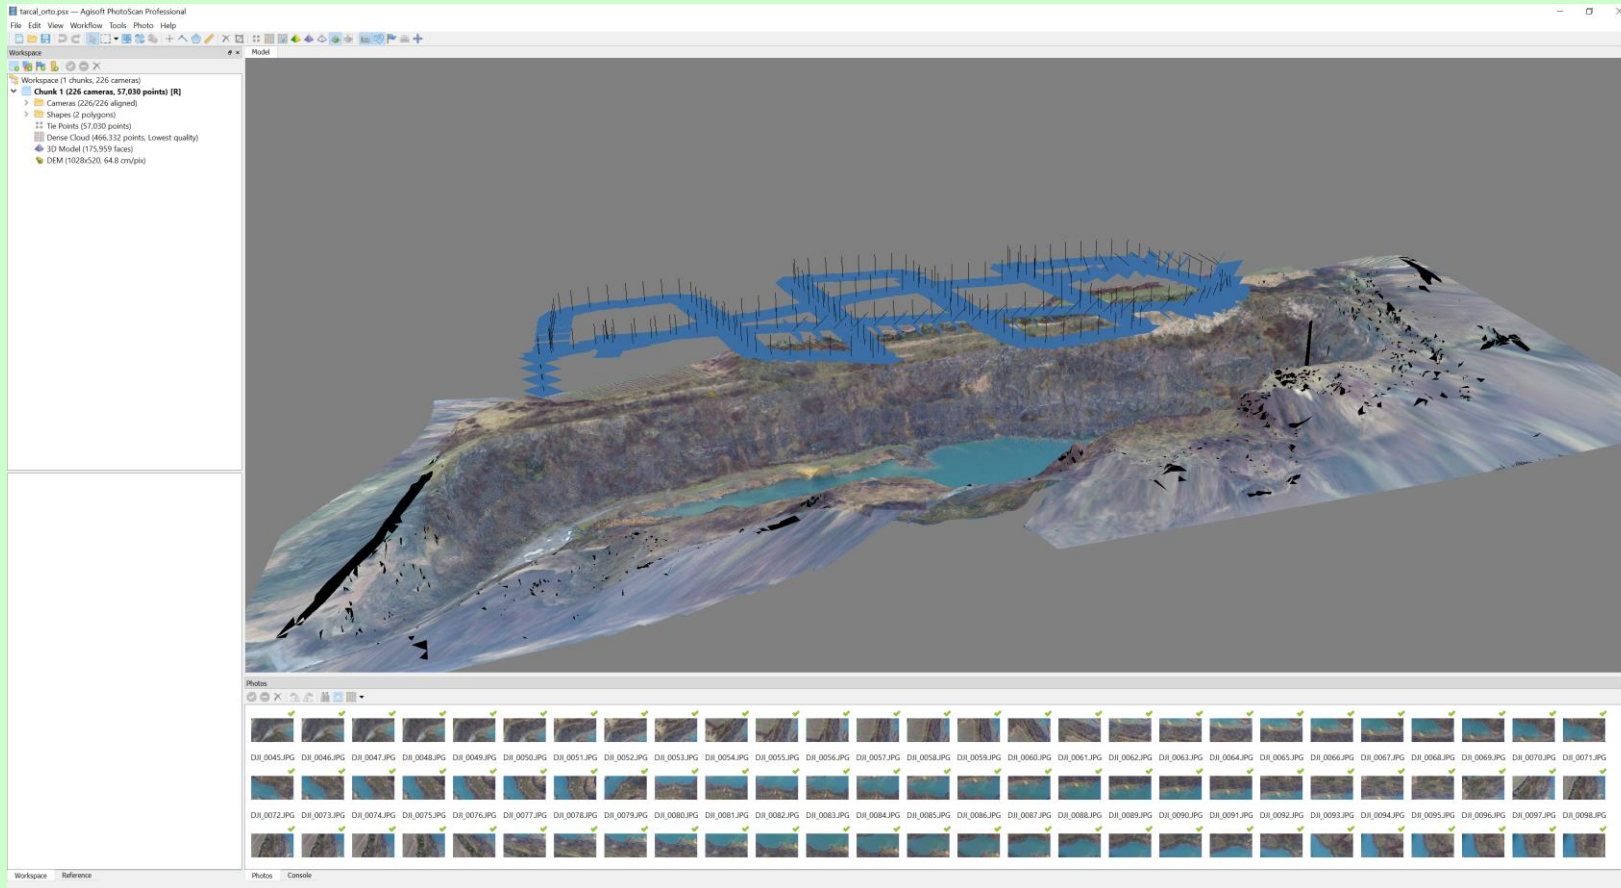 tarcal_orto.psx — Agisoft PhotoScan Professional
File Edit View Workflow Tools Photo Help
Workspace
Model
Workspace (1 chunks, 226 cameras)
Chunk 1 (226 cameras, 57,030 points) [R]
Cameras (226/226 aligned)
Shapes (2 polygons)
Tie Points (57,030 points)
Dense Cloud (466,332 points, Lowest quality)
3D Model (175,959 faces)
DEM (1028x520, 64.8 cm/pix)
Photos
DJI_0045.JPG DJI_0046.JPG DJI_0047.JPG DJI_0048.JPG DJI_0049.JPG DJI_0050.JPG DJI_0051.JPG DJI_0052.JPG DJI_0053.JPG DJI_0054.JPG DJI_0055.JPG DJI_0056.JPG DJI_0057.JPG DJI_0058.JPG DJI_0059.JPG DJI_0060.JPG DJI_0061.JPG DJI_0062.JPG DJI_0063.JPG DJI_0064.JPG DJI_0065.JPG DJI_0066.JPG DJI_0067.JPG DJI_0068.JPG DJI_0069.JPG DJI_0070.JPG DJI_0071.JPG
DJI_0072.JPG DJI_0073.JPG DJI_0074.JPG DJI_0075.JPG DJI_0076.JPG DJI_0077.JPG DJI_0078.JPG DJI_0079.JPG DJI_0080.JPG DJI_0081.JPG DJI_0082.JPG DJI_0083.JPG DJI_0084.JPG DJI_0085.JPG DJI_0086.JPG DJI_0087.JPG DJI_0088.JPG DJI_0089.JPG DJI_0090.JPG DJI_0091.JPG DJI_0092.JPG DJI_0093.JPG DJI_0094.JPG DJI_0095.JPG DJI_0096.JPG DJI_0097.JPG DJI_0098.JPG
Workspace Reference
Photos Console